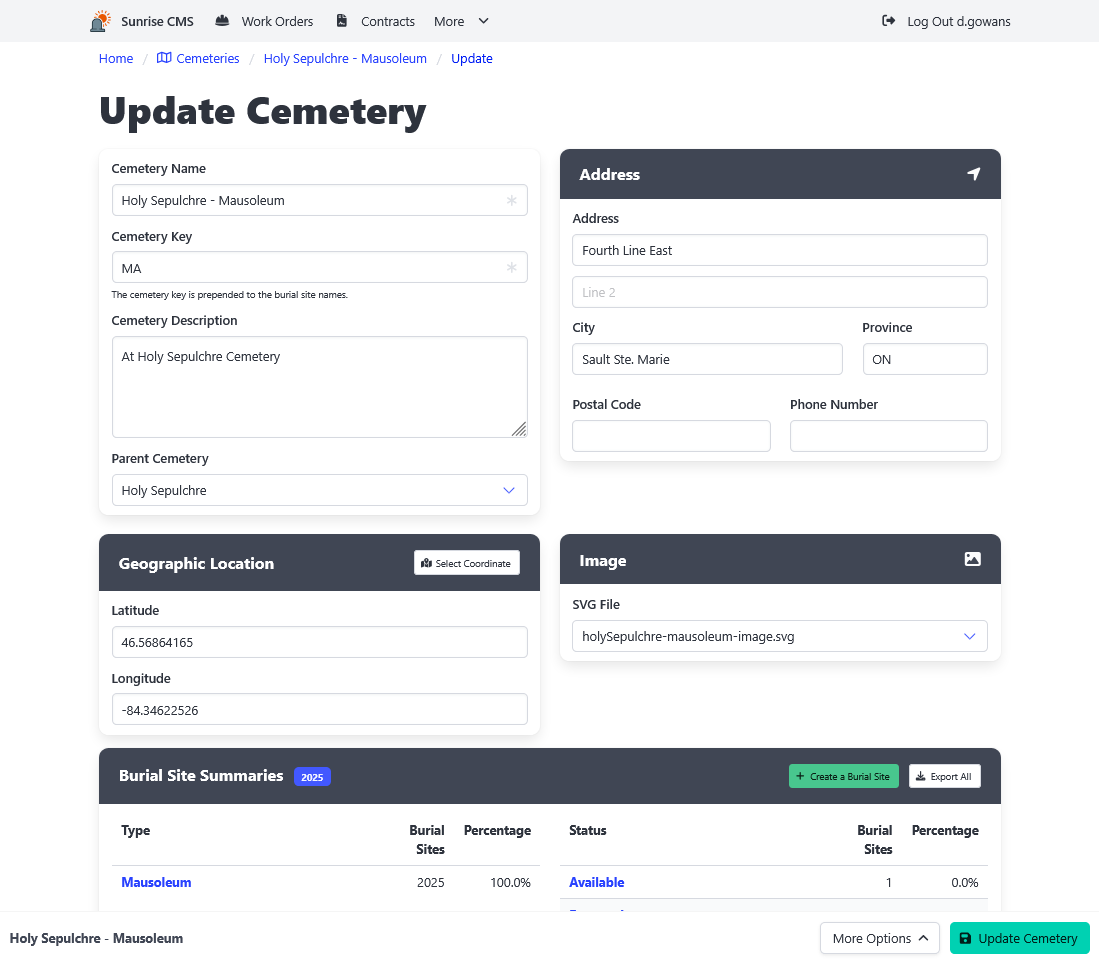 Sunrise CMS Work Orders Contracts More Log Out d.gowans
Home / Cemeteries / Holy Sepulchre - Mausoleum / Update
Update Cemetery
Cemetery Name
Holy Sepulchre - Mausoleum
Cemetery Key
MA
The cemetery key is prepended to the burial site names.
Cemetery Description
At Holy Sepulchre Cemetery
Parent Cemetery
Holy Sepulchre
Address
Address
Fourth Line East
Line 2
City Province
Sault Ste. Marie ON
Postal Code Phone Number
Geographic Location Select Coordinate
Latitude
46.56864165
Longitude
-84.34622526
Image
SVG File
holySepulchre-mausoleum-image.svg
Burial Site Summaries 2025 + Create a Burial Site Export All
Type Burial Sites Percentage
Mausoleum 2025 100.0%
Status Burial Sites Percentage
Available 1 0.0%
Holy Sepulchre - Mausoleum More Options Update Cemetery